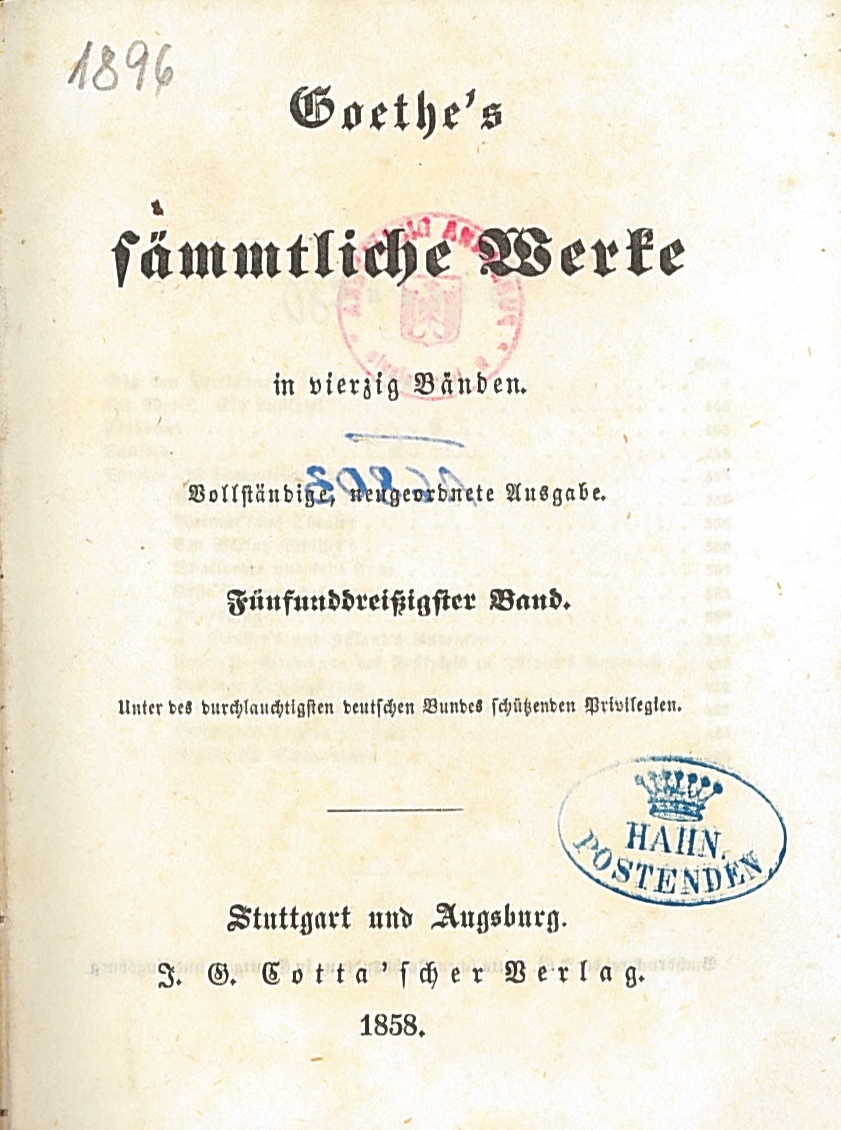 1896
Goethe's
sämmtliche Werke
in vierzig Bänden.
Vollständige, neugeordnete Ausgabe.
Fünfunddreißigster Band.
Unter des durchlauchtigsten deutschen Bundes schützenden Privilegien.
HAHN.
POSTENDEN
Stuttgart und Augsburg.
J. G. Cotta'scher Verlag.
1858.